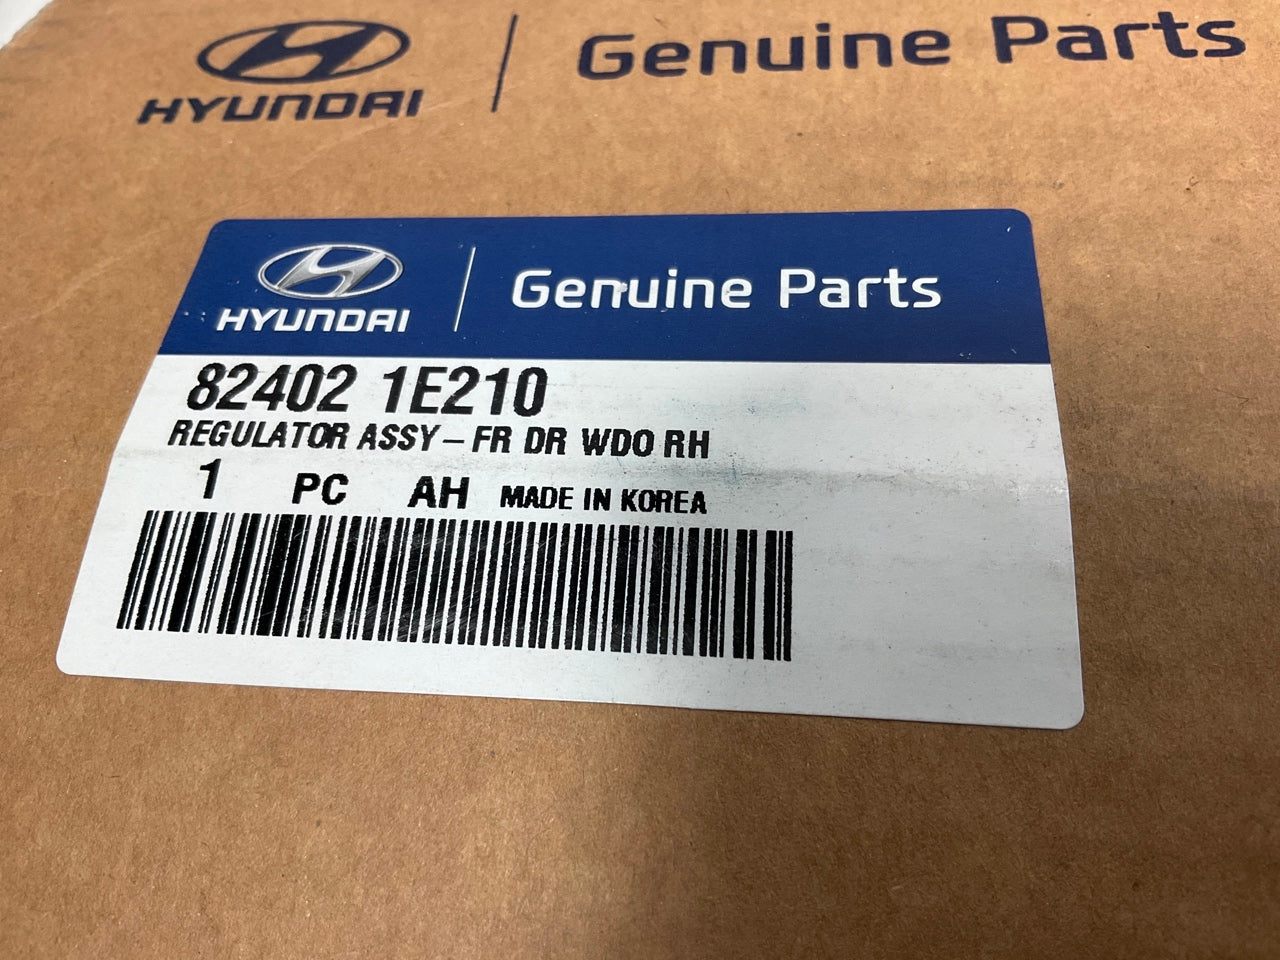 HYUNDAI Genuine Parts
HYUNDAI Genuine Parts
82402 1E210
REGULATOR ASSY-FR DR WDO RH
1 PC AH MADE IN KOREA